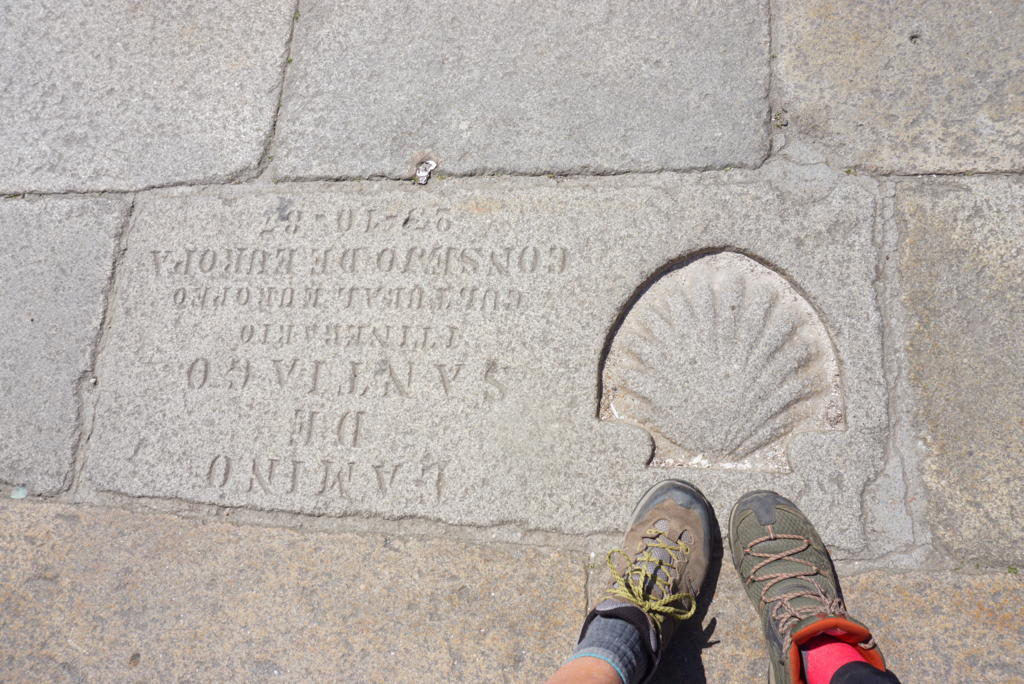 CAMINO
DE
SANTIAGO
ITINERARIO
CULTURAL EUROPEO
CONSEJO DE EUROPA
23-10-87